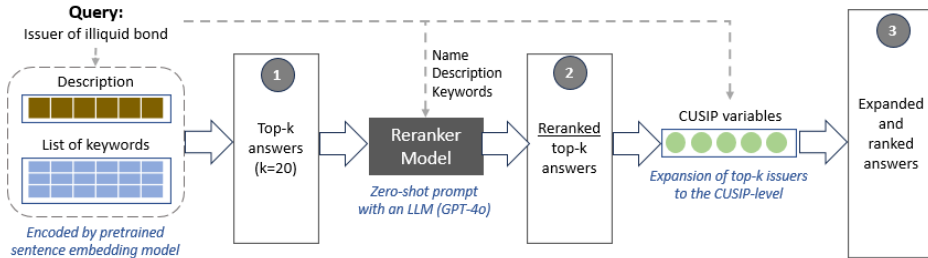 Query:
Issuer of illiquid bond
Description
List of keywords
Encoded by pretrained
sentence embedding model
1
Top-k
answers
(k=20)
Name
Description
Keywords
Reranker
Model
Zero-shot prompt
with an LLM (GPT-4o)
2
Reranked
top-k
answers
CUSIP variables
Expansion of top-k issuers
to the CUSIP-level
3
Expanded
and
ranked
answers